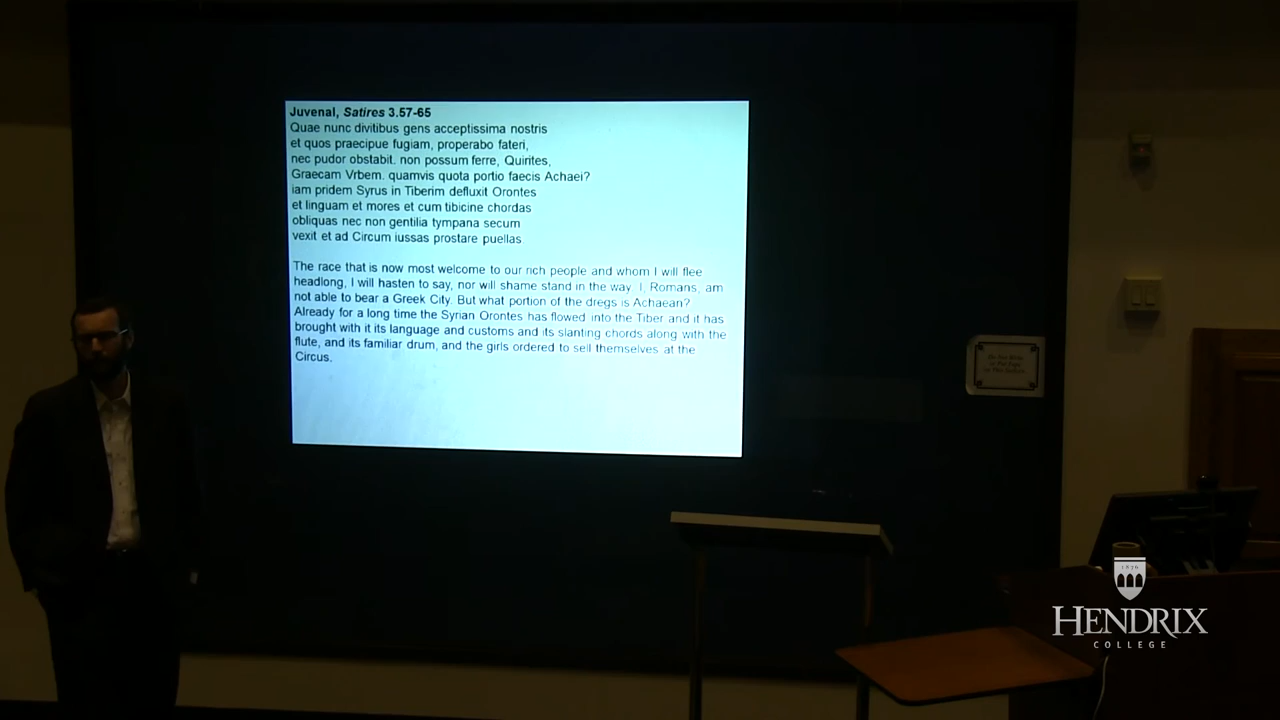 Juvenal, Satires 3.57-65
Quae nunc divitibus gens acceptissima nostris
et quos praecipue fugiam, properabo fateri,
nec pudor obstabit. non possum ferre, Quirites,
Graecam Vrbem. quamvis quota portio faecis Achaei?
iam pridem Syrus in Tiberim defluxit Orontes
et linguam et mores et cum tibicine chordas
obliquas nec non gentilia tympana secum
vexit et ad Circum iussas prostare puellas
The race that is now most welcome to our rich people and whom I will flee
headlong, I will hasten to say, nor will shame stand in the way. I, Romans, am
not able to bear a Greek City. But what portion of the dregs is Achaean?
Already for a long time the Syrian Orontes has flowed into the Tiber and it has
brought with it its language and customs and its slanting chords along with the
flute, and its familiar drum, and the girls ordered to sell themselves at the
Circus.
1876
HENDRIX
COLLEGE